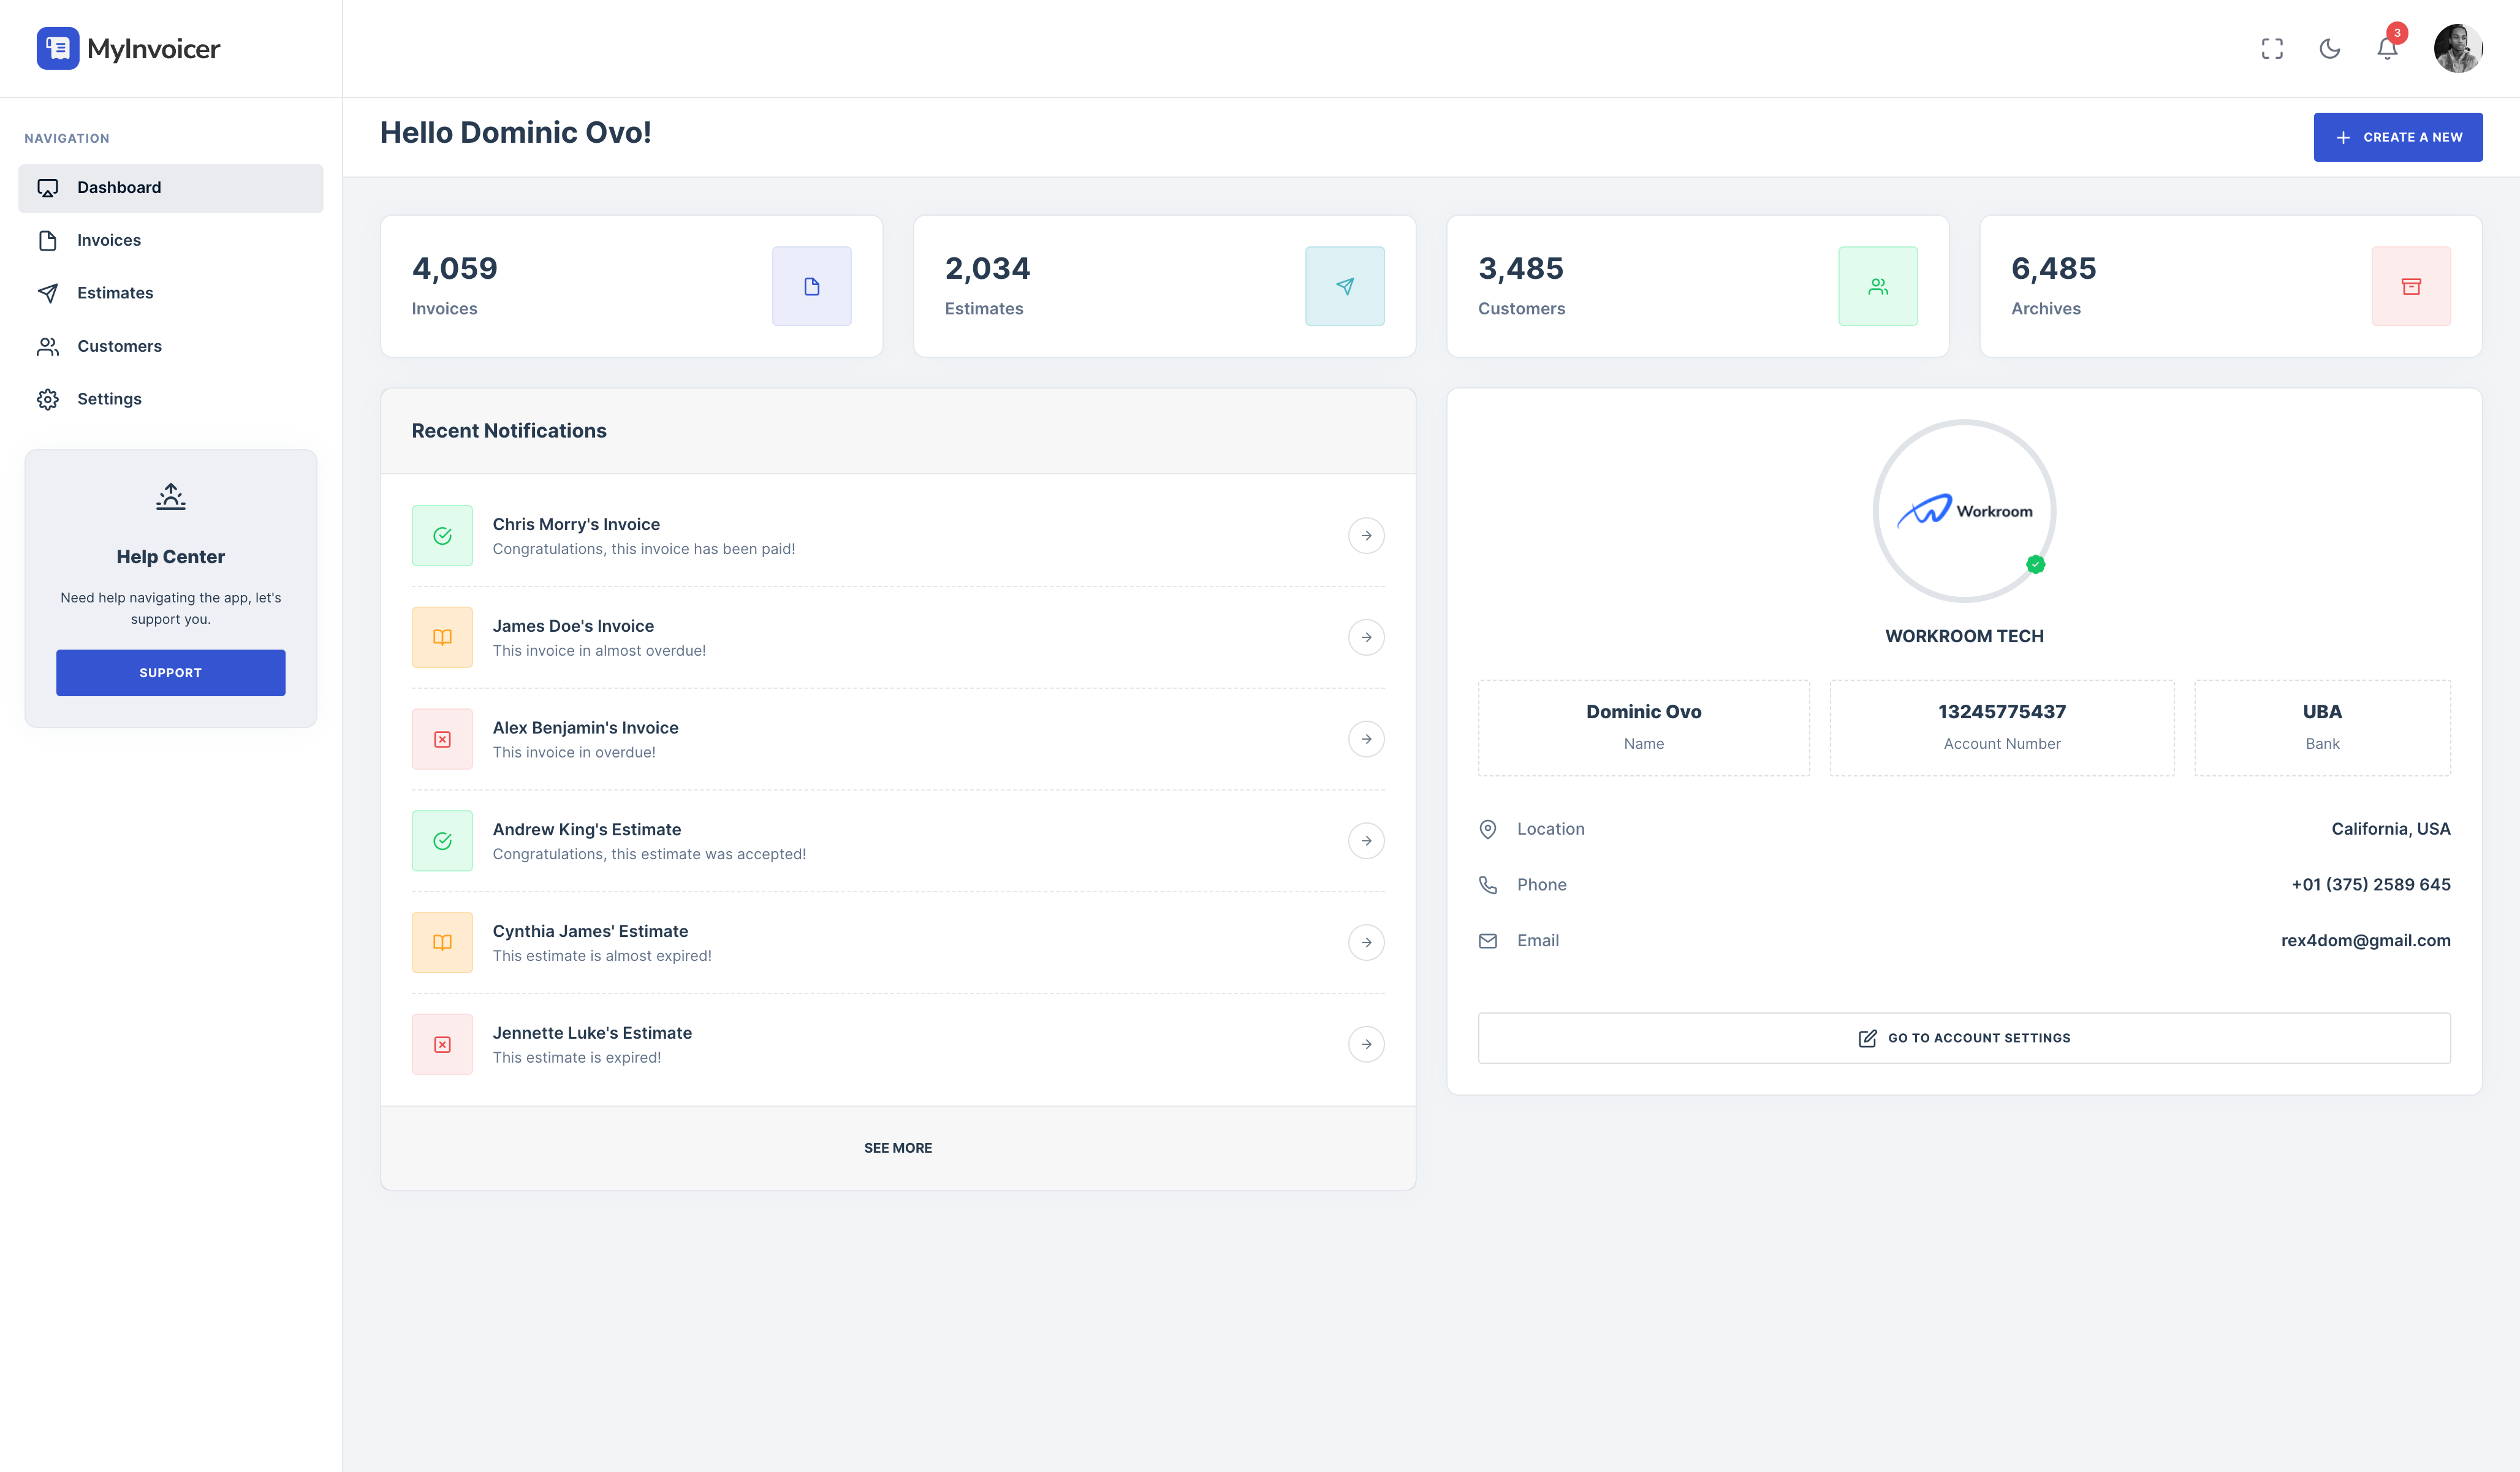 MyInvoicer
3
NAVIGATION
Dashboard
Invoices
Estimates
Customers
Settings
Help Center
Need help navigating the app, let's
support you.
SUPPORT
Hello Dominic Ovo!
CREATE A NEW
4,059
Invoices
2,034
Estimates
3,485
Customers
6,485
Archives
Recent Notifications
Chris Morry's Invoice
Congratulations, this invoice has been paid!
James Doe's Invoice
This invoice in almost overdue!
Alex Benjamin's Invoice
This invoice in overdue!
Andrew King's Estimate
Congratulations, this estimate was accepted!
Cynthia James' Estimate
This estimate is almost expired!
Jennette Luke's Estimate
This estimate is expired!
SEE MORE
Workroom
WORKROOM TECH
Dominic Ovo
Name
13245775437
Account Number
UBA
Bank
Location California, USA
Phone +01 (375) 2589 645
Email rex4dom@gmail.com
GO TO ACCOUNT SETTINGS